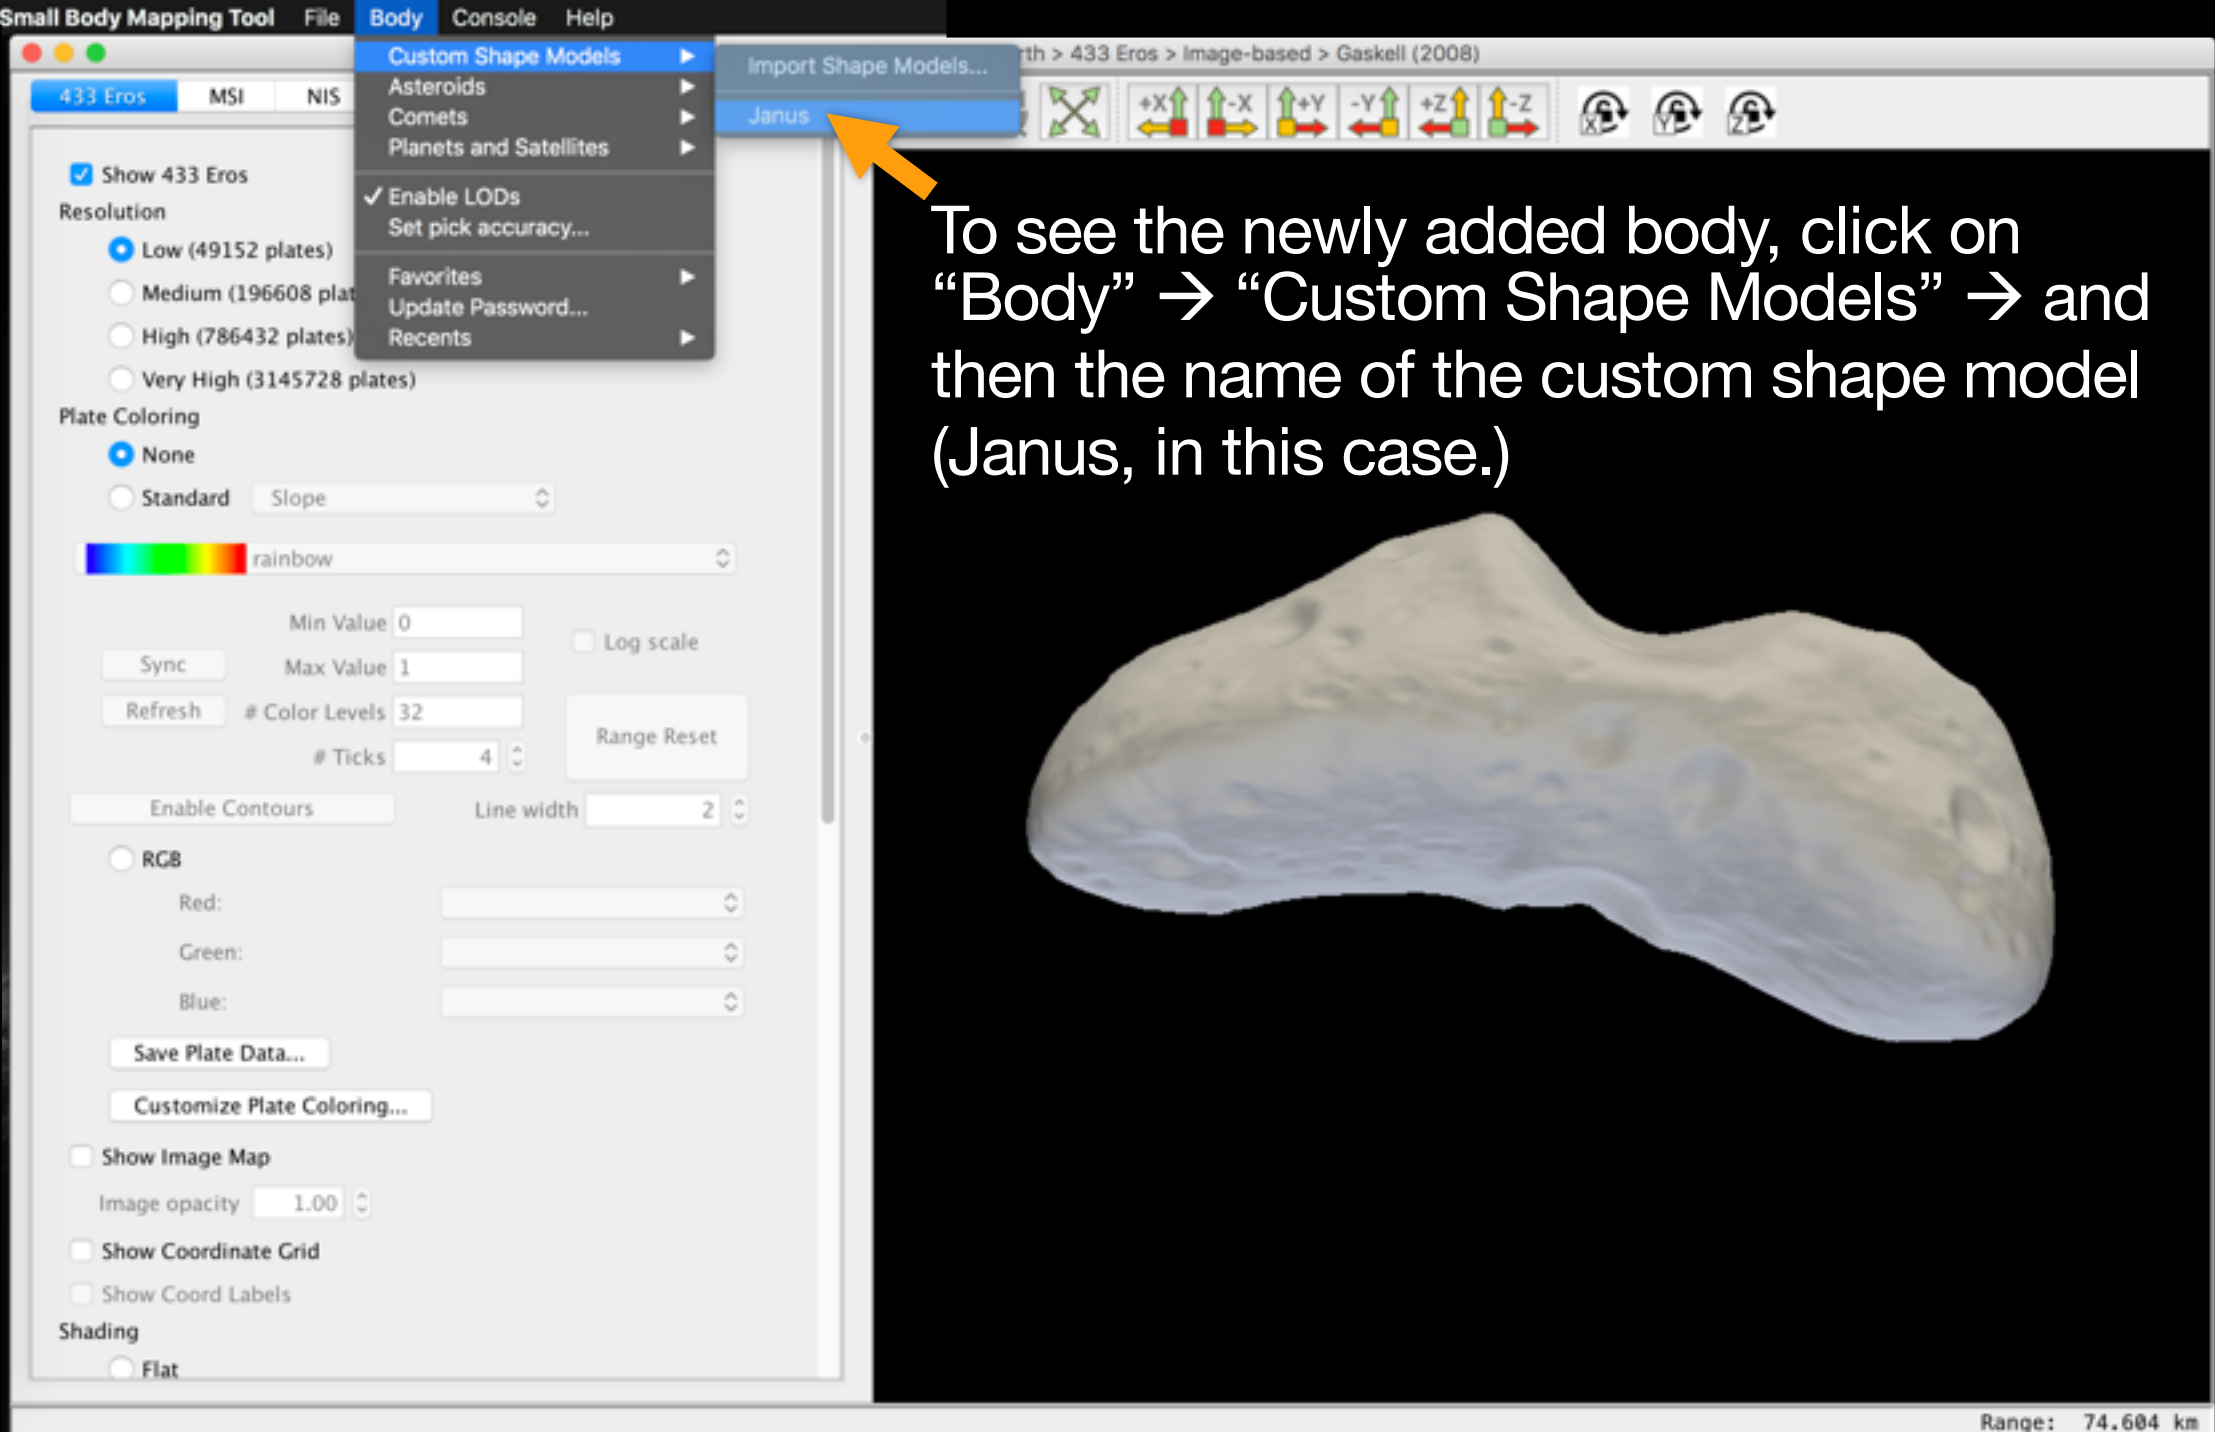 Small Body Mapping Tool File Body Console Help
th > 433 Eros > Image-based > Gaskell (2008)
433 Eros MSI NIS
Custom Shape Models
Asteroids
Comets
Planets and Satellites
Enable LODs
Set pick accuracy...
Favorites
Update Password...
Recents
Import Shape Models...
Janus
+X -X +Y -Y +Z -Z X Y Z
To see the newly added body, click on
“Body” → “Custom Shape Models” → and
then the name of the custom shape model
(Janus, in this case.)
Show 433 Eros
Resolution
Low (49152 plates)
Medium (196608 plat
High (786432 plates)
Very High (3145728 plates)
Plate Coloring
None
Standard Slope
rainbow
Min Value 0
Log scale
Sync Max Value 1
Refresh # Color Levels 32
Range Reset
# Ticks 4
Enable Contours Line width 2
RGB
Red:
Green:
Blue:
Save Plate Data...
Customize Plate Coloring...
Show Image Map
Image opacity 1.00
Show Coordinate Grid
Show Coord Labels
Shading
Flat
Range: 74.604 km